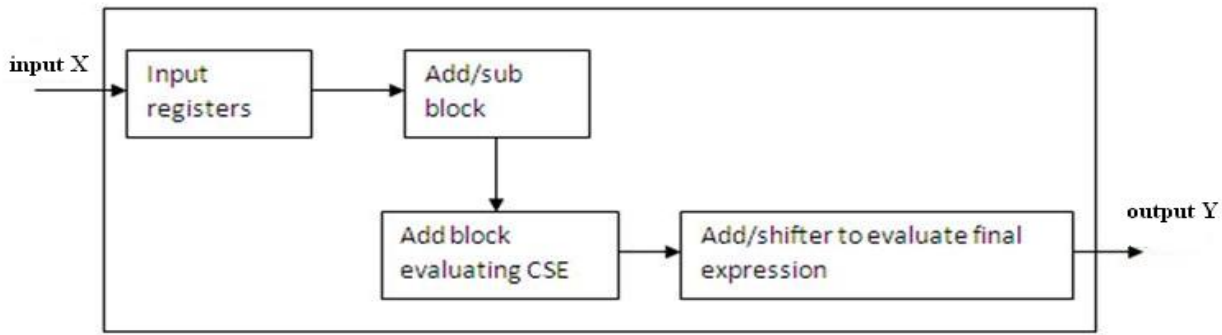 input X
Input
registers
Add/sub
block
Add block
evaluating CSE
Add/shifter to evaluate final
expression
output Y